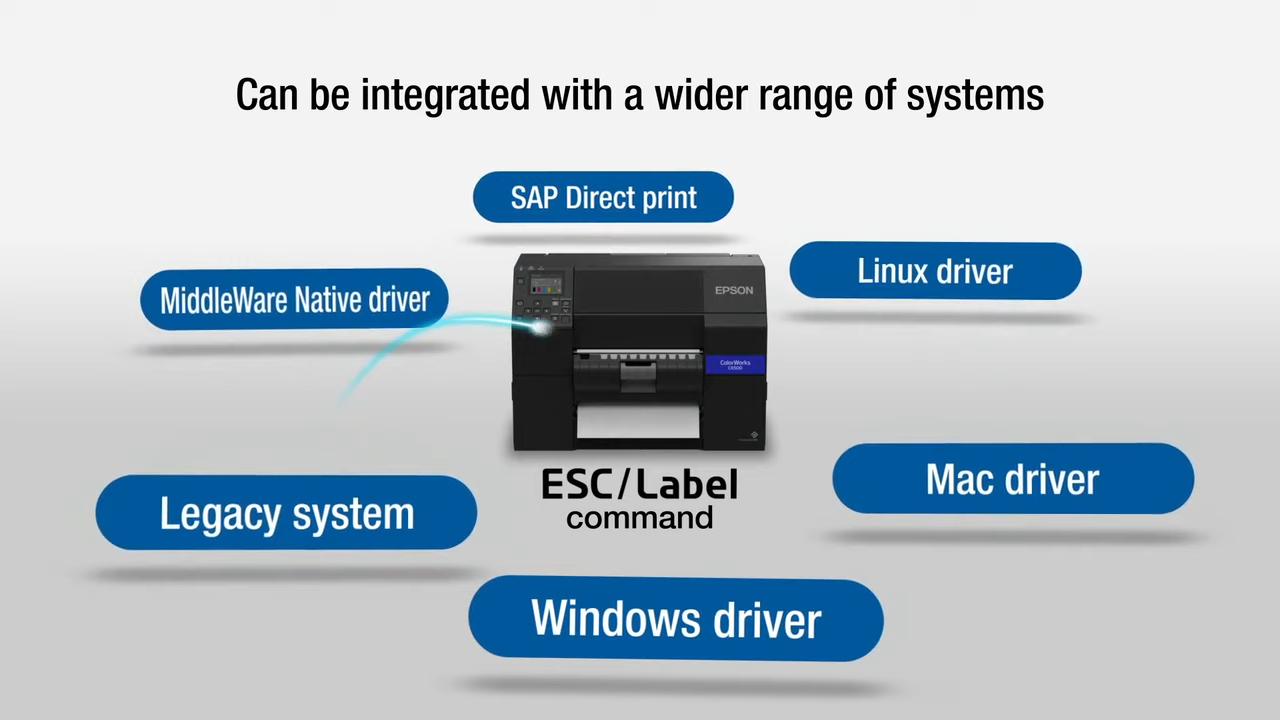 Can be integrated with a wider range of systems
SAP Direct print
Linux driver
MiddleWare Native driver
EPSON
ColorWorks
C6500
ESC/Label
command
Mac driver
Legacy system
Windows driver